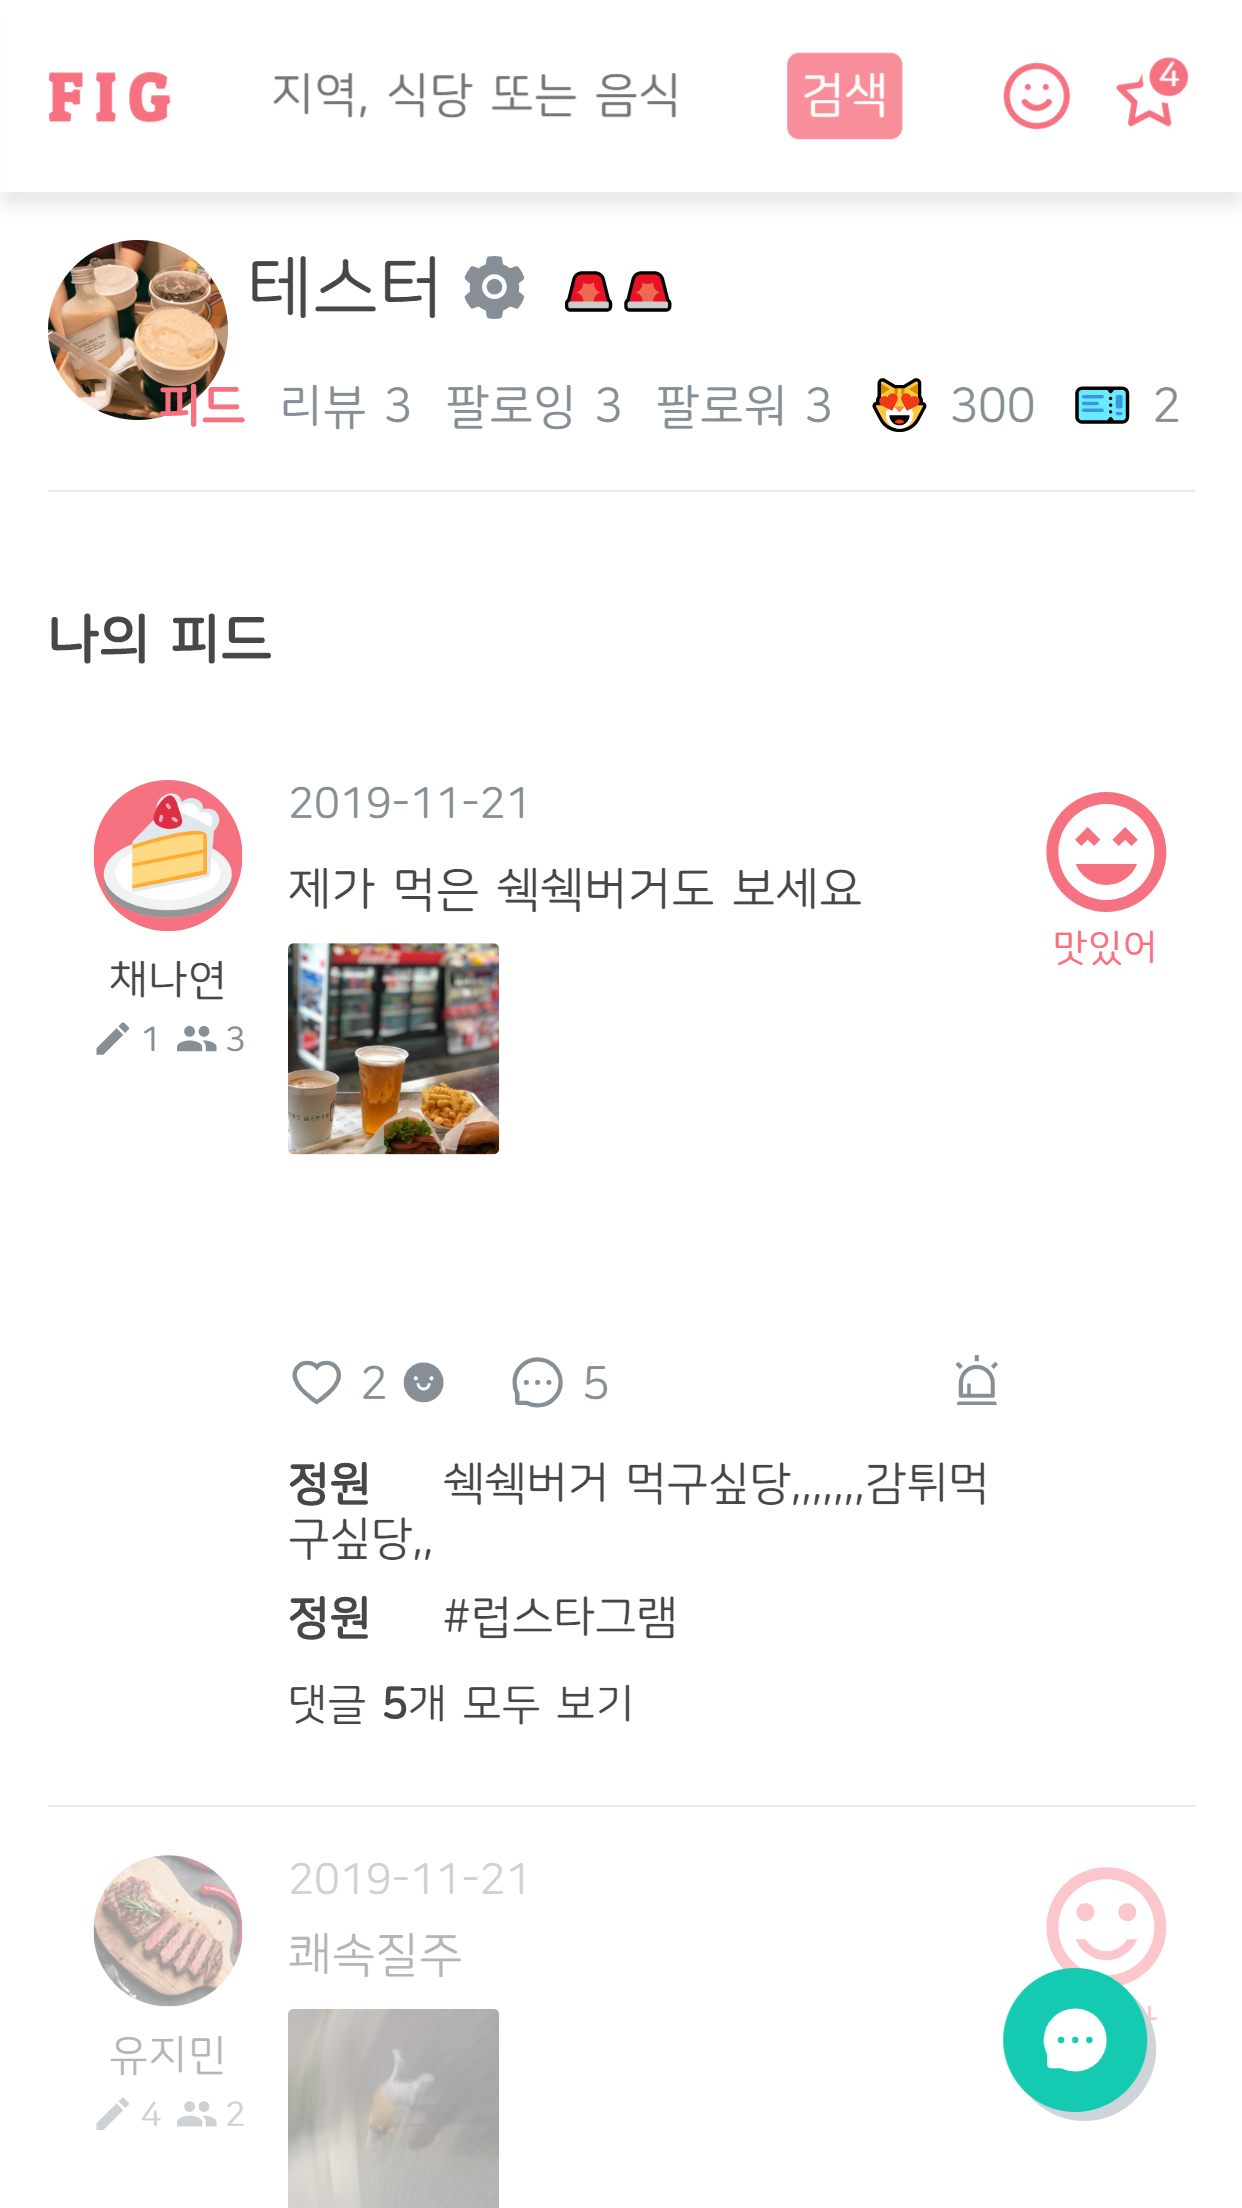 FIG 지역, 식당 또는 음식 검색 4
테스터
피드 리뷰 3 팔로잉 3 팔로워 3 300 2
나의 피드
2019-11-21
제가 먹은 쉑쉑버거도 보세요
맛있어
채나연
1 3
2 5
정원 쉑쉑버거 먹구싶당,,,,,,,감튀먹
구싶당,,
정원 #럽스타그램
댓글 5개 모두 보기
2019-11-21
쾌속질주
유지민
4 2